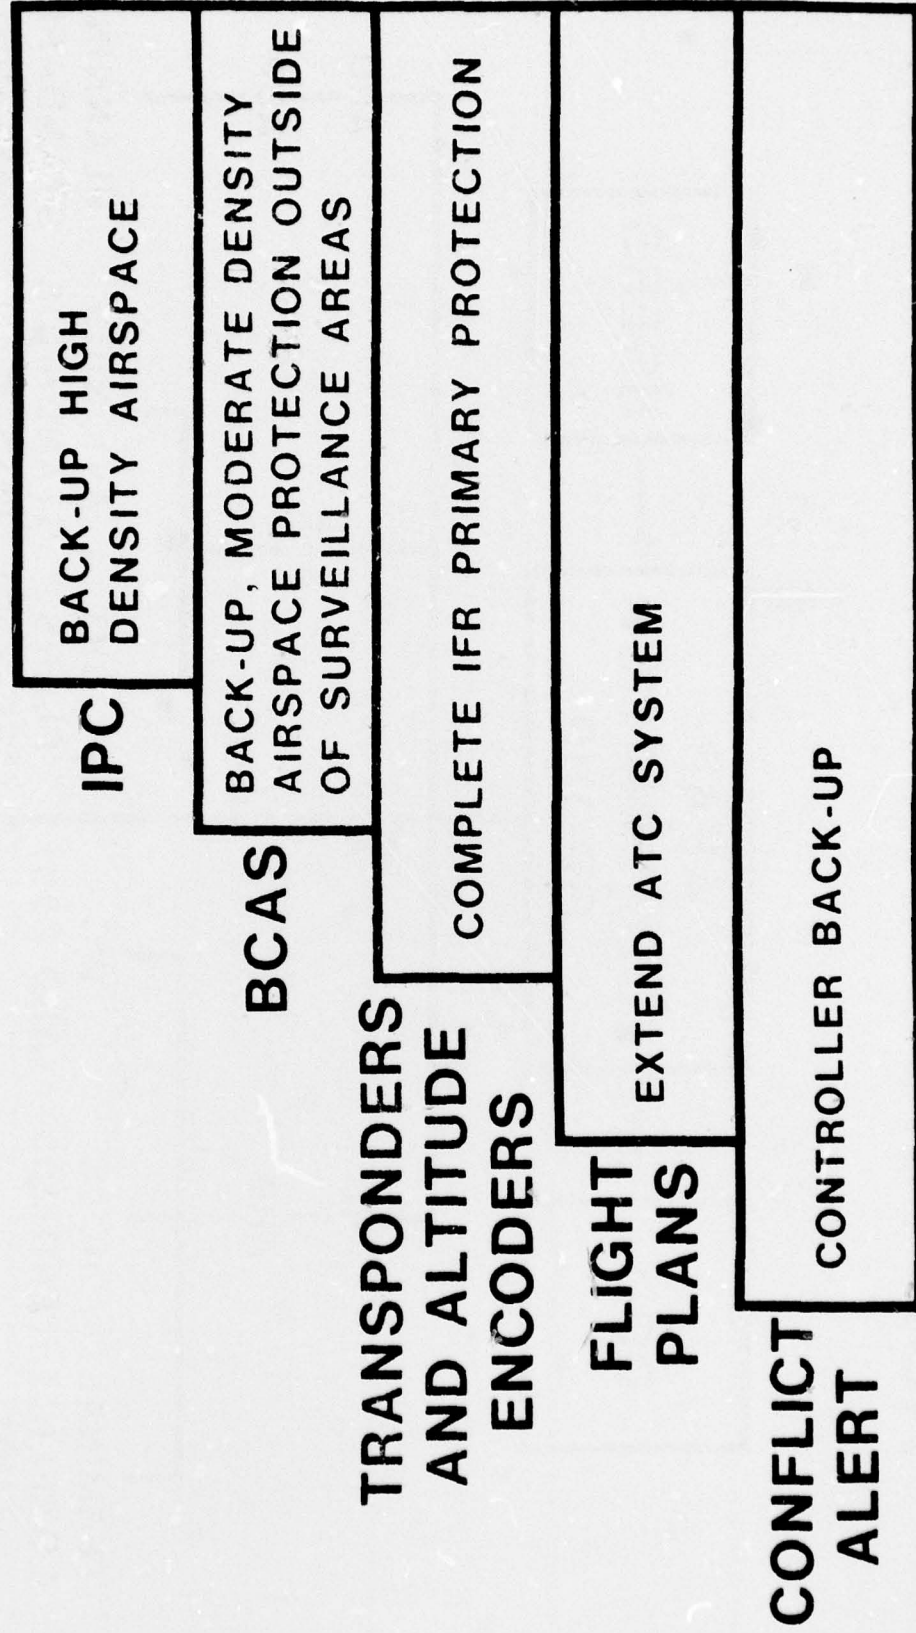 IPC
BACK-UP HIGH
DENSITY AIRSPACE
BCAS
BACK-UP, MODERATE DENSITY
AIRSPACE PROTECTION OUTSIDE
OF SURVEILLANCE AREAS
TRANSPONDERS
AND ALTITUDE
ENCODERS
COMPLETE IFR PRIMARY PROTECTION
FLIGHT
PLANS
EXTEND ATC SYSTEM
CONFLICT
ALERT
CONTROLLER BACK-UP